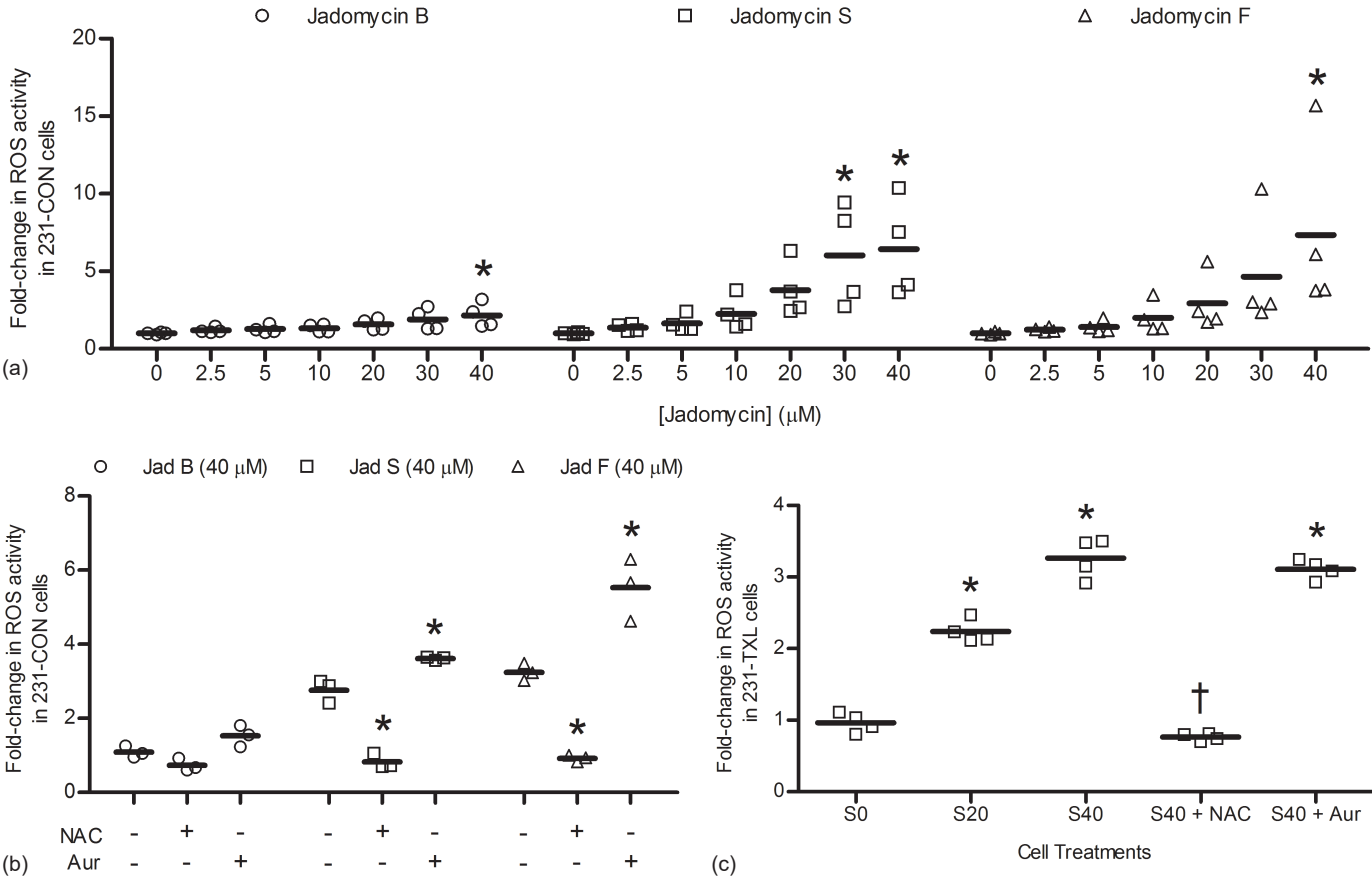 Jadomycin B Jadomycin S Jadomycin F
Fold-change in ROS activity
in 231-CON cells
20
15
10
5
0
*
*
*
*
0 2.5 5 10 20 30 40 0 2.5 5 10 20 30 40 0 2.5 5 10 20 30 40
(a)
[Jadomycin] (μM)
Jad B (40 μM) Jad S (40 μM) Jad F (40 μM)
Fold-change in ROS activity
in 231-CON cells
8
6
4
2
0
*
*
*
*
NAC - + - - + - - + -
Aur - - + - - + - - +
(b)
Fold-change in ROS activity
in 231-TXL cells
4
3
2
1
0
*
*
†
*
S0 S20 S40 S40 + NAC S40 + Aur
Cell Treatments
(c)